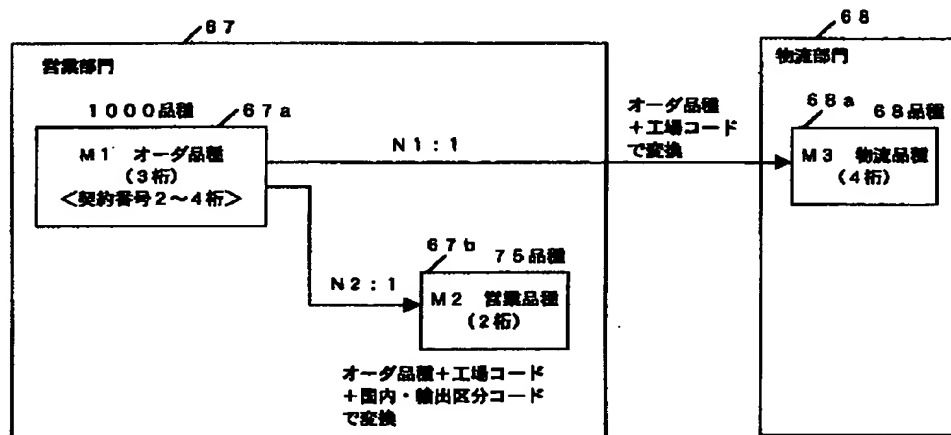 67
68
営業部門
物流部門
1000品種
67a
M1 オーダ品種
(3桁)
<契約番号2〜4桁>
N1:1
オーダ品種
+工場コード
で変換
68a
68品種
M3 物流品種
(4桁)
67b
75品種
N2:1
M2 営業品種
(2桁)
オーダ品種+工場コード
+国内・輸出区分コード
で変換